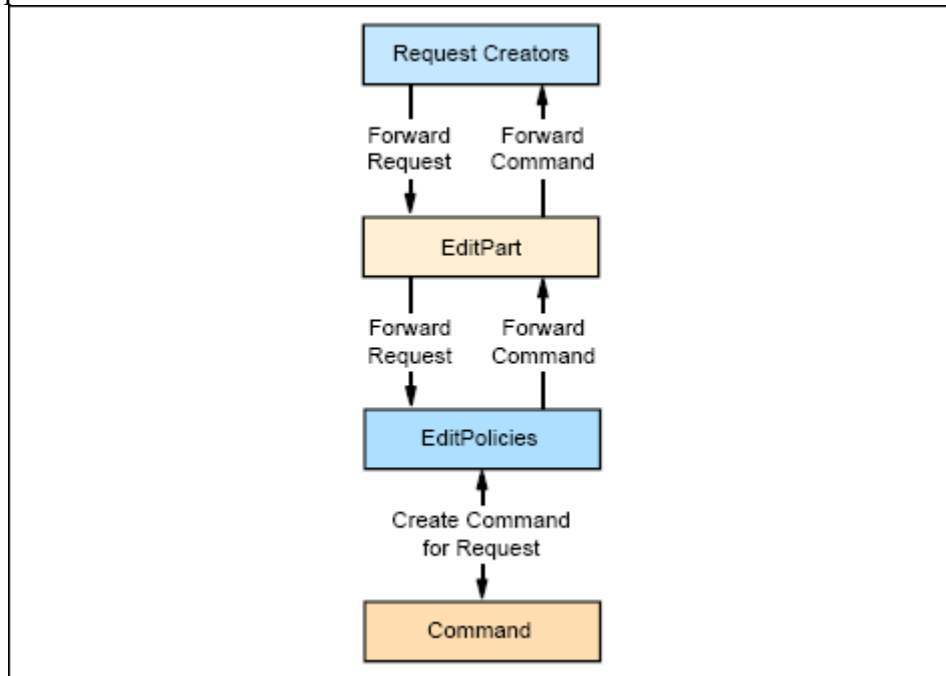 Request Creators
Forward
Request
Forward
Command
EditPart
Forward
Request
Forward
Command
EditPolicies
Create Command
for Request
Command